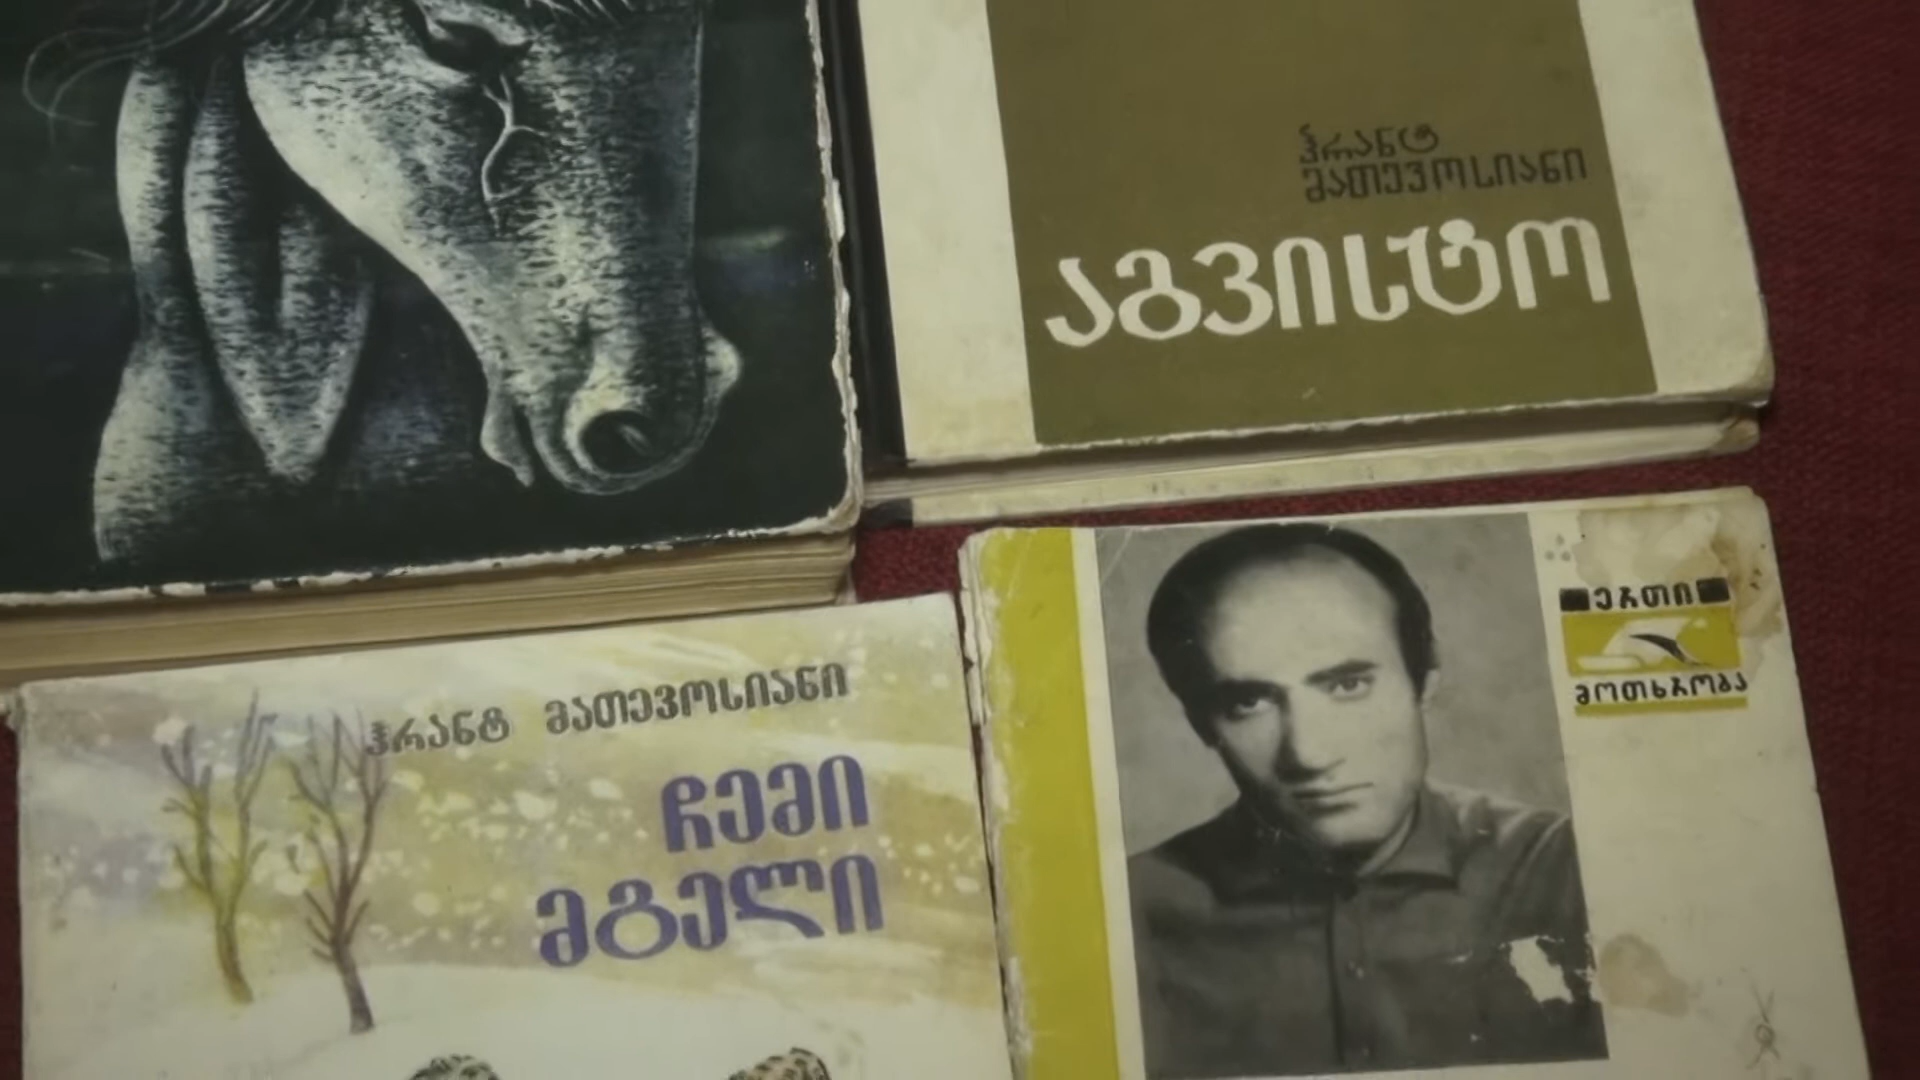 ჰრანტ
მათევოსიანი
აგვისტო
ჰრანტ მათევოსიანი
ჩემი
მგელი
ერთი
მოთხრობა